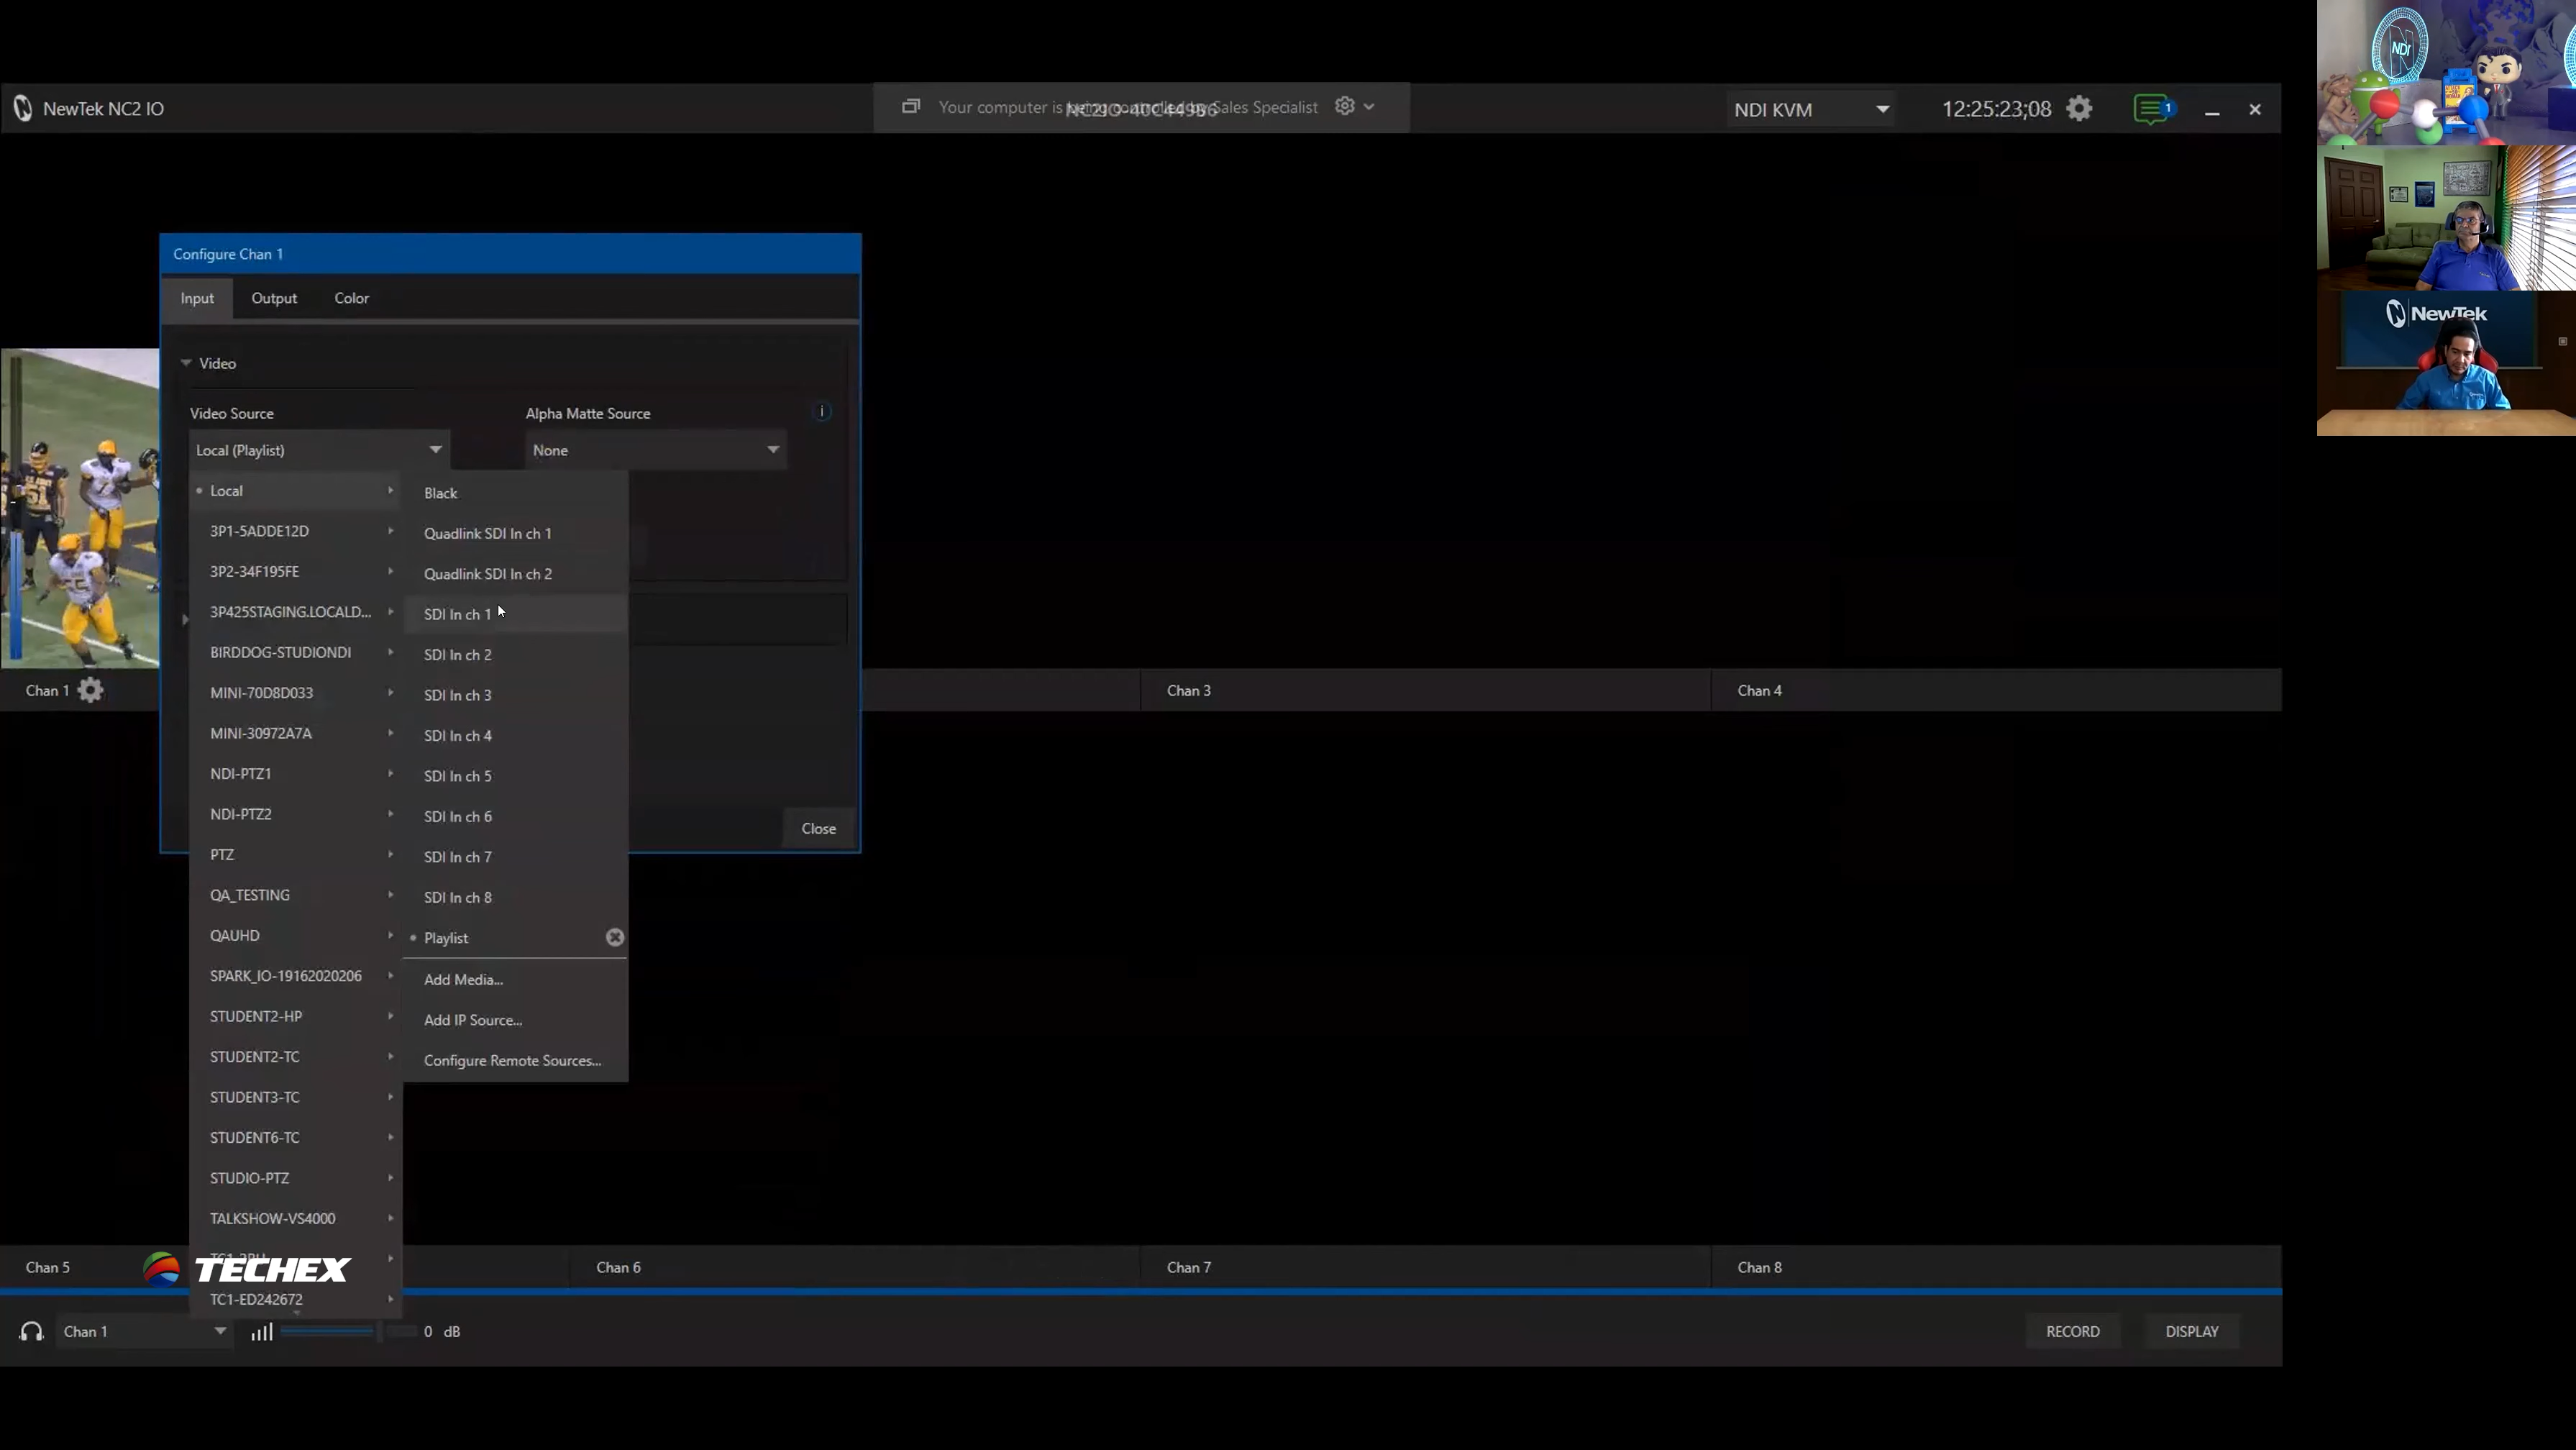 NewTek NC2 IO
Your computer is being controlled by Sales Specialist
NDI KVM
12:25:23;08
1
NDI
NewTek
Configure Chan 1
Input
Output
Color
Video
Video Source
Alpha Matte Source
Local (Playlist)
None
Local
3P1-5ADDE12D
3P2-34F195FE
3P425STAGING.LOCALD...
BIRDDOG-STUDIONDI
MINI-70D8D033
MINI-30972A7A
NDI-PTZ1
NDI-PTZ2
PTZ
QA_TESTING
QAUHD
SPARK_IO-19162020206
STUDENT2-HP
STUDENT2-TC
STUDENT3-TC
STUDENT6-TC
STUDIO-PTZ
TALKSHOW-VS4000
TC1-ED242672
Black
Quadlink SDI In ch 1
Quadlink SDI In ch 2
SDI In ch 1
SDI In ch 2
SDI In ch 3
SDI In ch 4
SDI In ch 5
SDI In ch 6
SDI In ch 7
SDI In ch 8
Playlist
Add Media...
Add IP Source...
Configure Remote Sources...
Close
Chan 1
Chan 3
Chan 4
Chan 5
TECHEX
Chan 6
Chan 7
Chan 8
Chan 1
0 dB
RECORD
DISPLAY